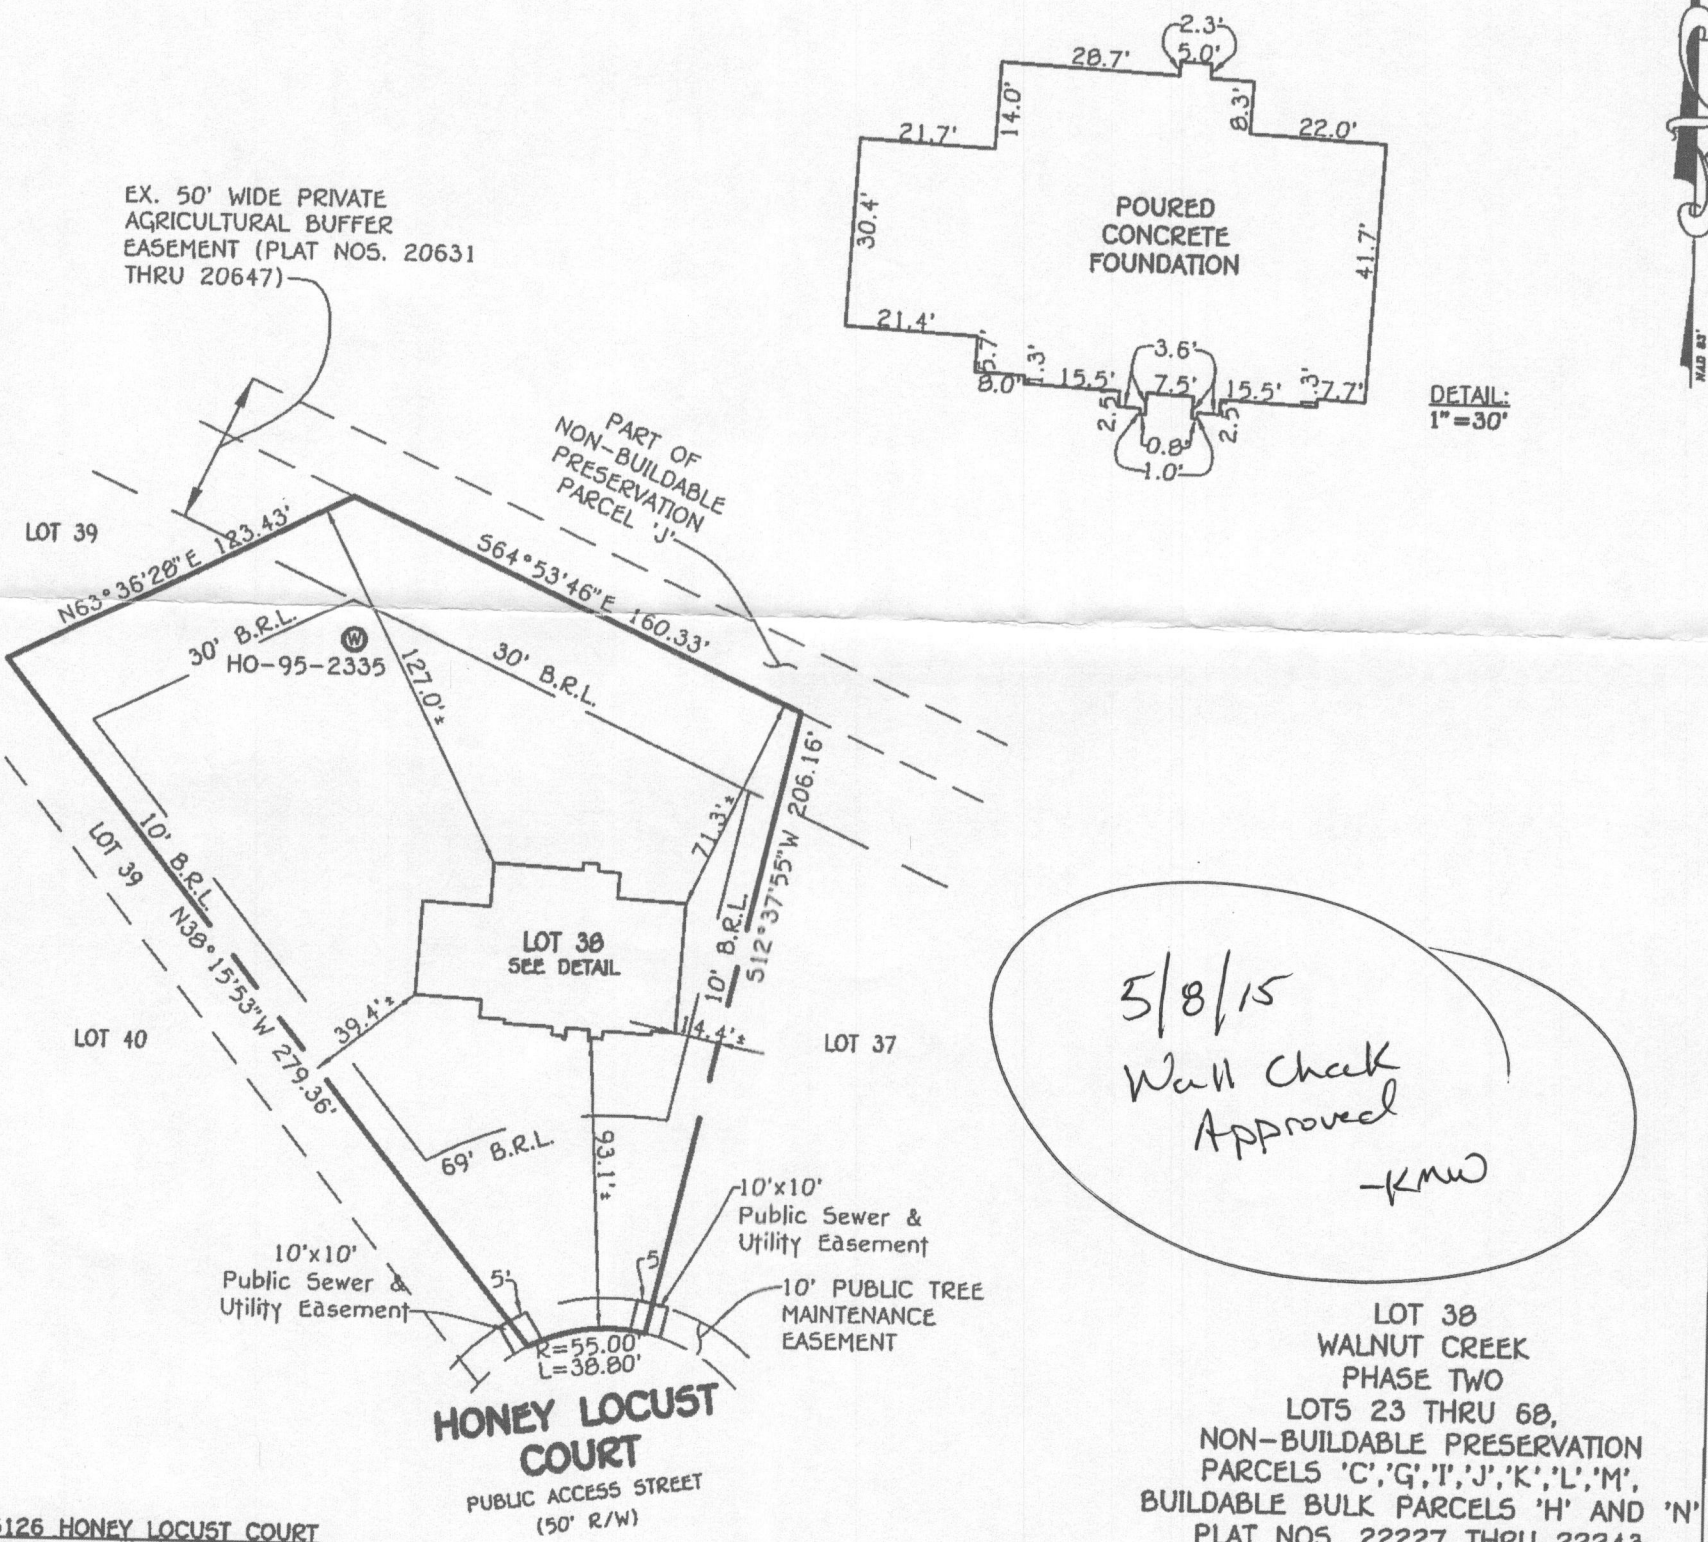 2.3'
5.0'
28.7'
14.0'
8.3'
21.7'
22.0'
30.4'
POURED
CONCRETE
FOUNDATION
41.7'
21.4'
5.7'
1.3'
3.6'
8.0'
15.5'
7.5'
15.5'
.3'
7.7'
2.5'
2.5'
0.8'
1.0'
DETAIL:
1"=30'
NAD 83'
EX. 50' WIDE PRIVATE
AGRICULTURAL BUFFER
EASEMENT (PLAT NOS. 20631
THRU 20647)
PART OF
NON-BUILDABLE
PRESERVATION
PARCEL 'J'
LOT 39
N63°36'28"E 123.43'
S64°53'46"E 160.33'
30' B.R.L.
W
HO-95-2335
127.0'±
30' B.R.L.
71.3'±
S12°37'55"W 206.16'
10' B.R.L.
LOT 39
10' B.R.L.
N38°15'53"W 279.36'
LOT 38
SEE DETAIL
39.4'±
14.4'±
LOT 40
LOT 37
69' B.R.L.
93.1'±
10'x10'
Public Sewer &
Utility Easement
10'x10'
Public Sewer &
Utility Easement
5'
5
10' PUBLIC TREE
MAINTENANCE
EASEMENT
R=55.00'
L=38.80'
HONEY LOCUST
COURT
PUBLIC ACCESS STREET
(50' R/W)
5126 HONEY LOCUST COURT
5/8/15
Wall Check
Approved
-KMW
LOT 38
WALNUT CREEK
PHASE TWO
LOTS 23 THRU 68,
NON-BUILDABLE PRESERVATION
PARCELS 'C','G','I','J','K','L','M',
BUILDABLE BULK PARCELS 'H' AND 'N'
PLAT NOS. 22227 THRU 22243